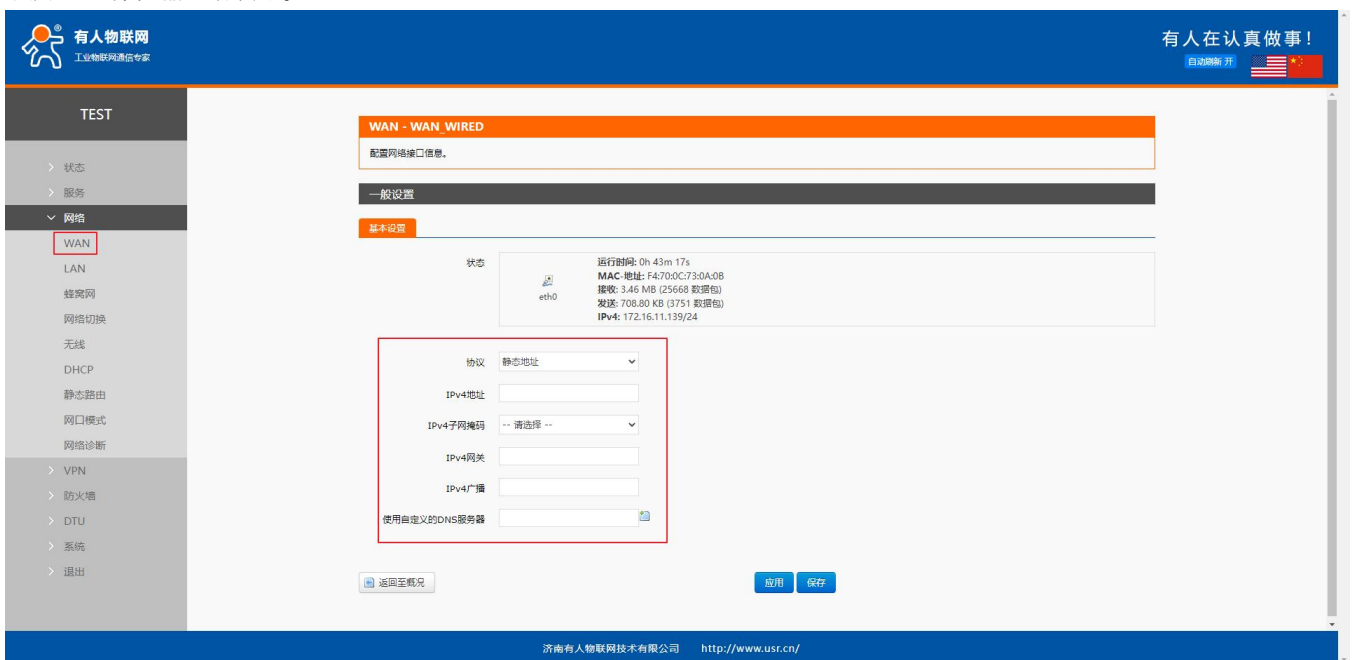 有人物联网
工业物联网通信专家
有人在认真做事!
自动刷新 开
TEST
状态
服务
网络
WAN
LAN
蜂窝网
网络切换
无线
DHCP
静态路由
网口模式
网络诊断
VPN
防火墙
DTU
系统
退出
WAN - WAN_WIRED
配置网络接口信息。
一般设置
基本设置
状态
eth0
运行时间: 0h 43m 17s
MAC-地址: F4:70:0C:73:0A:0B
接收: 3.46 MB (25668 数据包)
发送: 708.80 KB (3751 数据包)
IPv4: 172.16.11.139/24
协议 静态地址
IPv4地址
IPv4子网掩码 -- 请选择 --
IPv4网关
IPv4广播
使用自定义的DNS服务器
返回至概况 应用 保存
济南有人物联网技术有限公司 http://www.usr.cn/